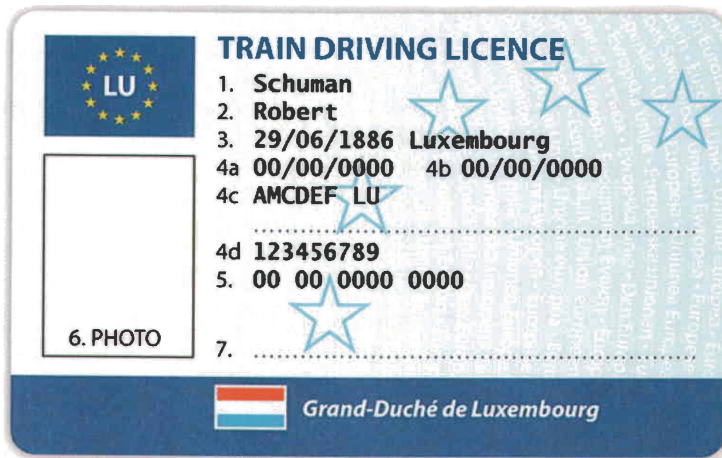 LU
TRAIN DRIVING LICENCE
1. Schuman
2. Robert
3. 29/06/1886 Luxembourg
4a 00/00/0000 4b 00/00/0000
4c AMCDEF LU
4d 123456789
5. 00 00 0000 0000
6. PHOTO
7.
Grand-Duché de Luxembourg